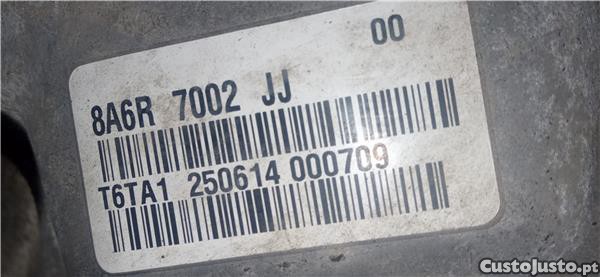 00
8A6R 7002 JJ
T6TA1 250614 000709
CustoJusto.pt